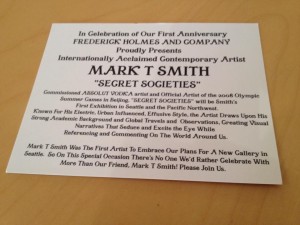 In Celebration of Our First Anniversary
FREDERICK HOLMES AND COMPANY
Proudly Presents
Internationally Acclaimed Contemporary Artist
MARK T SMITH
"SEGRET SOCIETIES"
Commissioned ABSOLUT VODKA artist and Official Artist of the 2008 Olympic
Summer Games in Beijing, "SEGRET SOCIETIES" will be Smith's
First Exhibition in Seattle and the Pacific Northwest.
Known For His Electric, Urban Influenced, Effusive Style, the Artist Draws Upon His
Strong Academic Background and Global Travels and Observations, Creating Visual
Narratives That Seduce and Excite the Eye While
Referencing and Commenting On The World Around Us.
Mark T Smith Was The First Artist To Embrace Our Plans For A New Gallery in
Seattle. So On This Special Occasion There's No One We'd Rather Celebrate With
More Than Our Friend, Mark T Smith! Please Join Us.